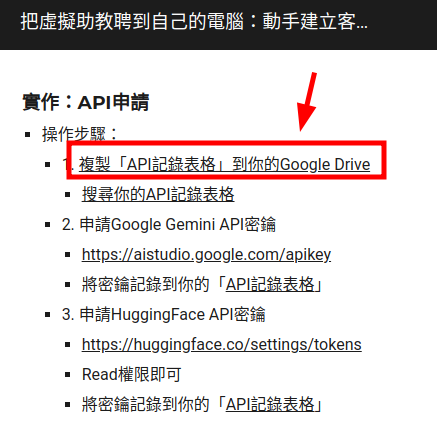 把虛擬助教聘到自己的電腦：動手建立客...
實作：API申請
操作步驟：
1. 複製「API記錄表格」到你的Google Drive
搜尋你的API記錄表格
2. 申請Google Gemini API密鑰
https://aistudio.google.com/apikey
將密鑰記錄到你的「API記錄表格」
3. 申請HuggingFace API密鑰
https://huggingface.co/settings/tokens
Read權限即可
將密鑰記錄到你的「API記錄表格」